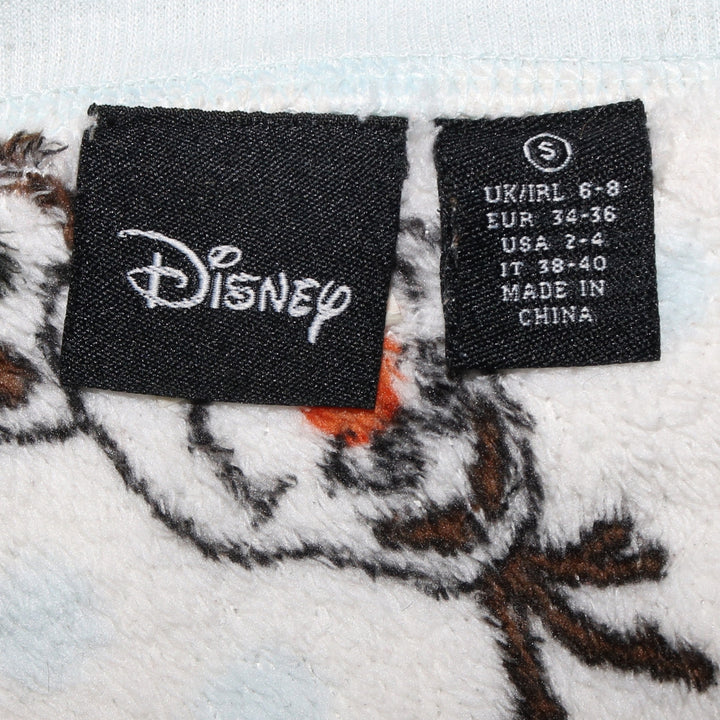 Disney
S
UK/IRL 6-8
EUR 34-36
USA 2-4
IT 38-40
MADE IN
CHINA